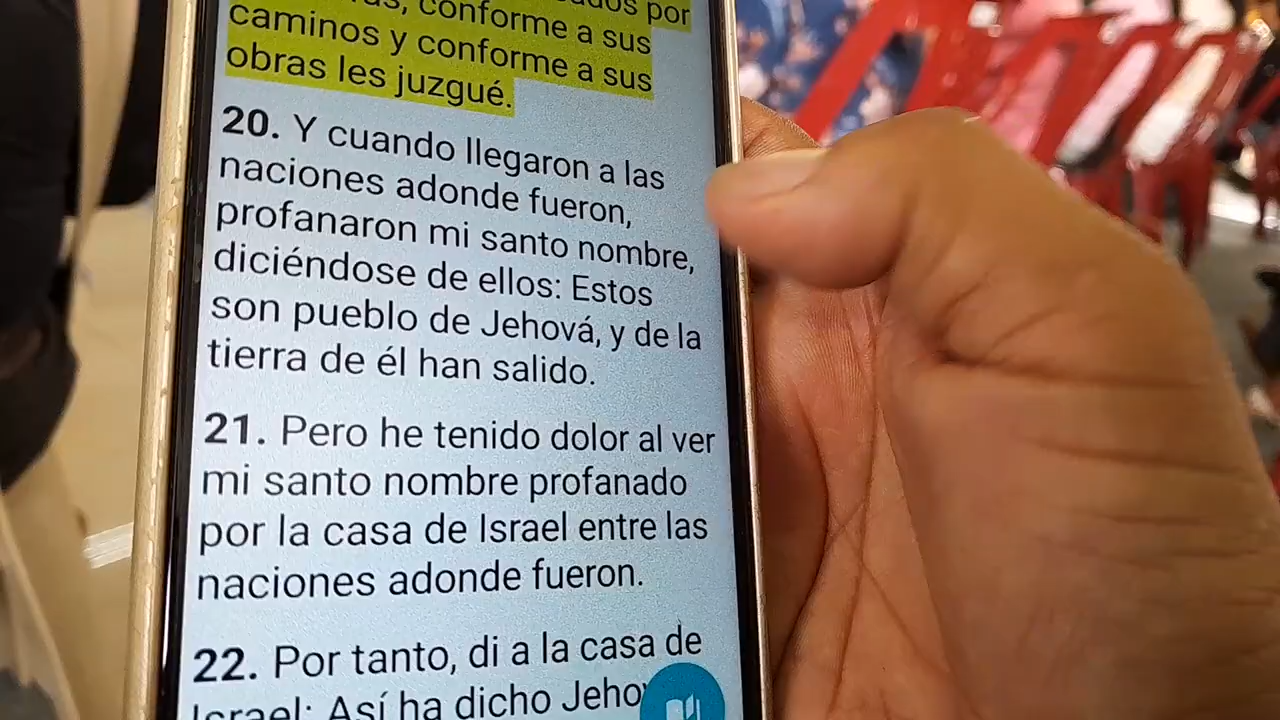 conforme a sus
caminos y conforme a sus
obras les juzgué.
20. Y cuando llegaron a las
naciones adonde fueron,
profanaron mi santo nombre,
diciéndose de ellos: Estos
son pueblo de Jehová, y de la
tierra de él han salido.
21. Pero he tenido dolor al ver
mi santo nombre profanado
por la casa de Israel entre las
naciones adonde fueron.
22. Por tanto, di a la casa de
Israel: Así ha dicho